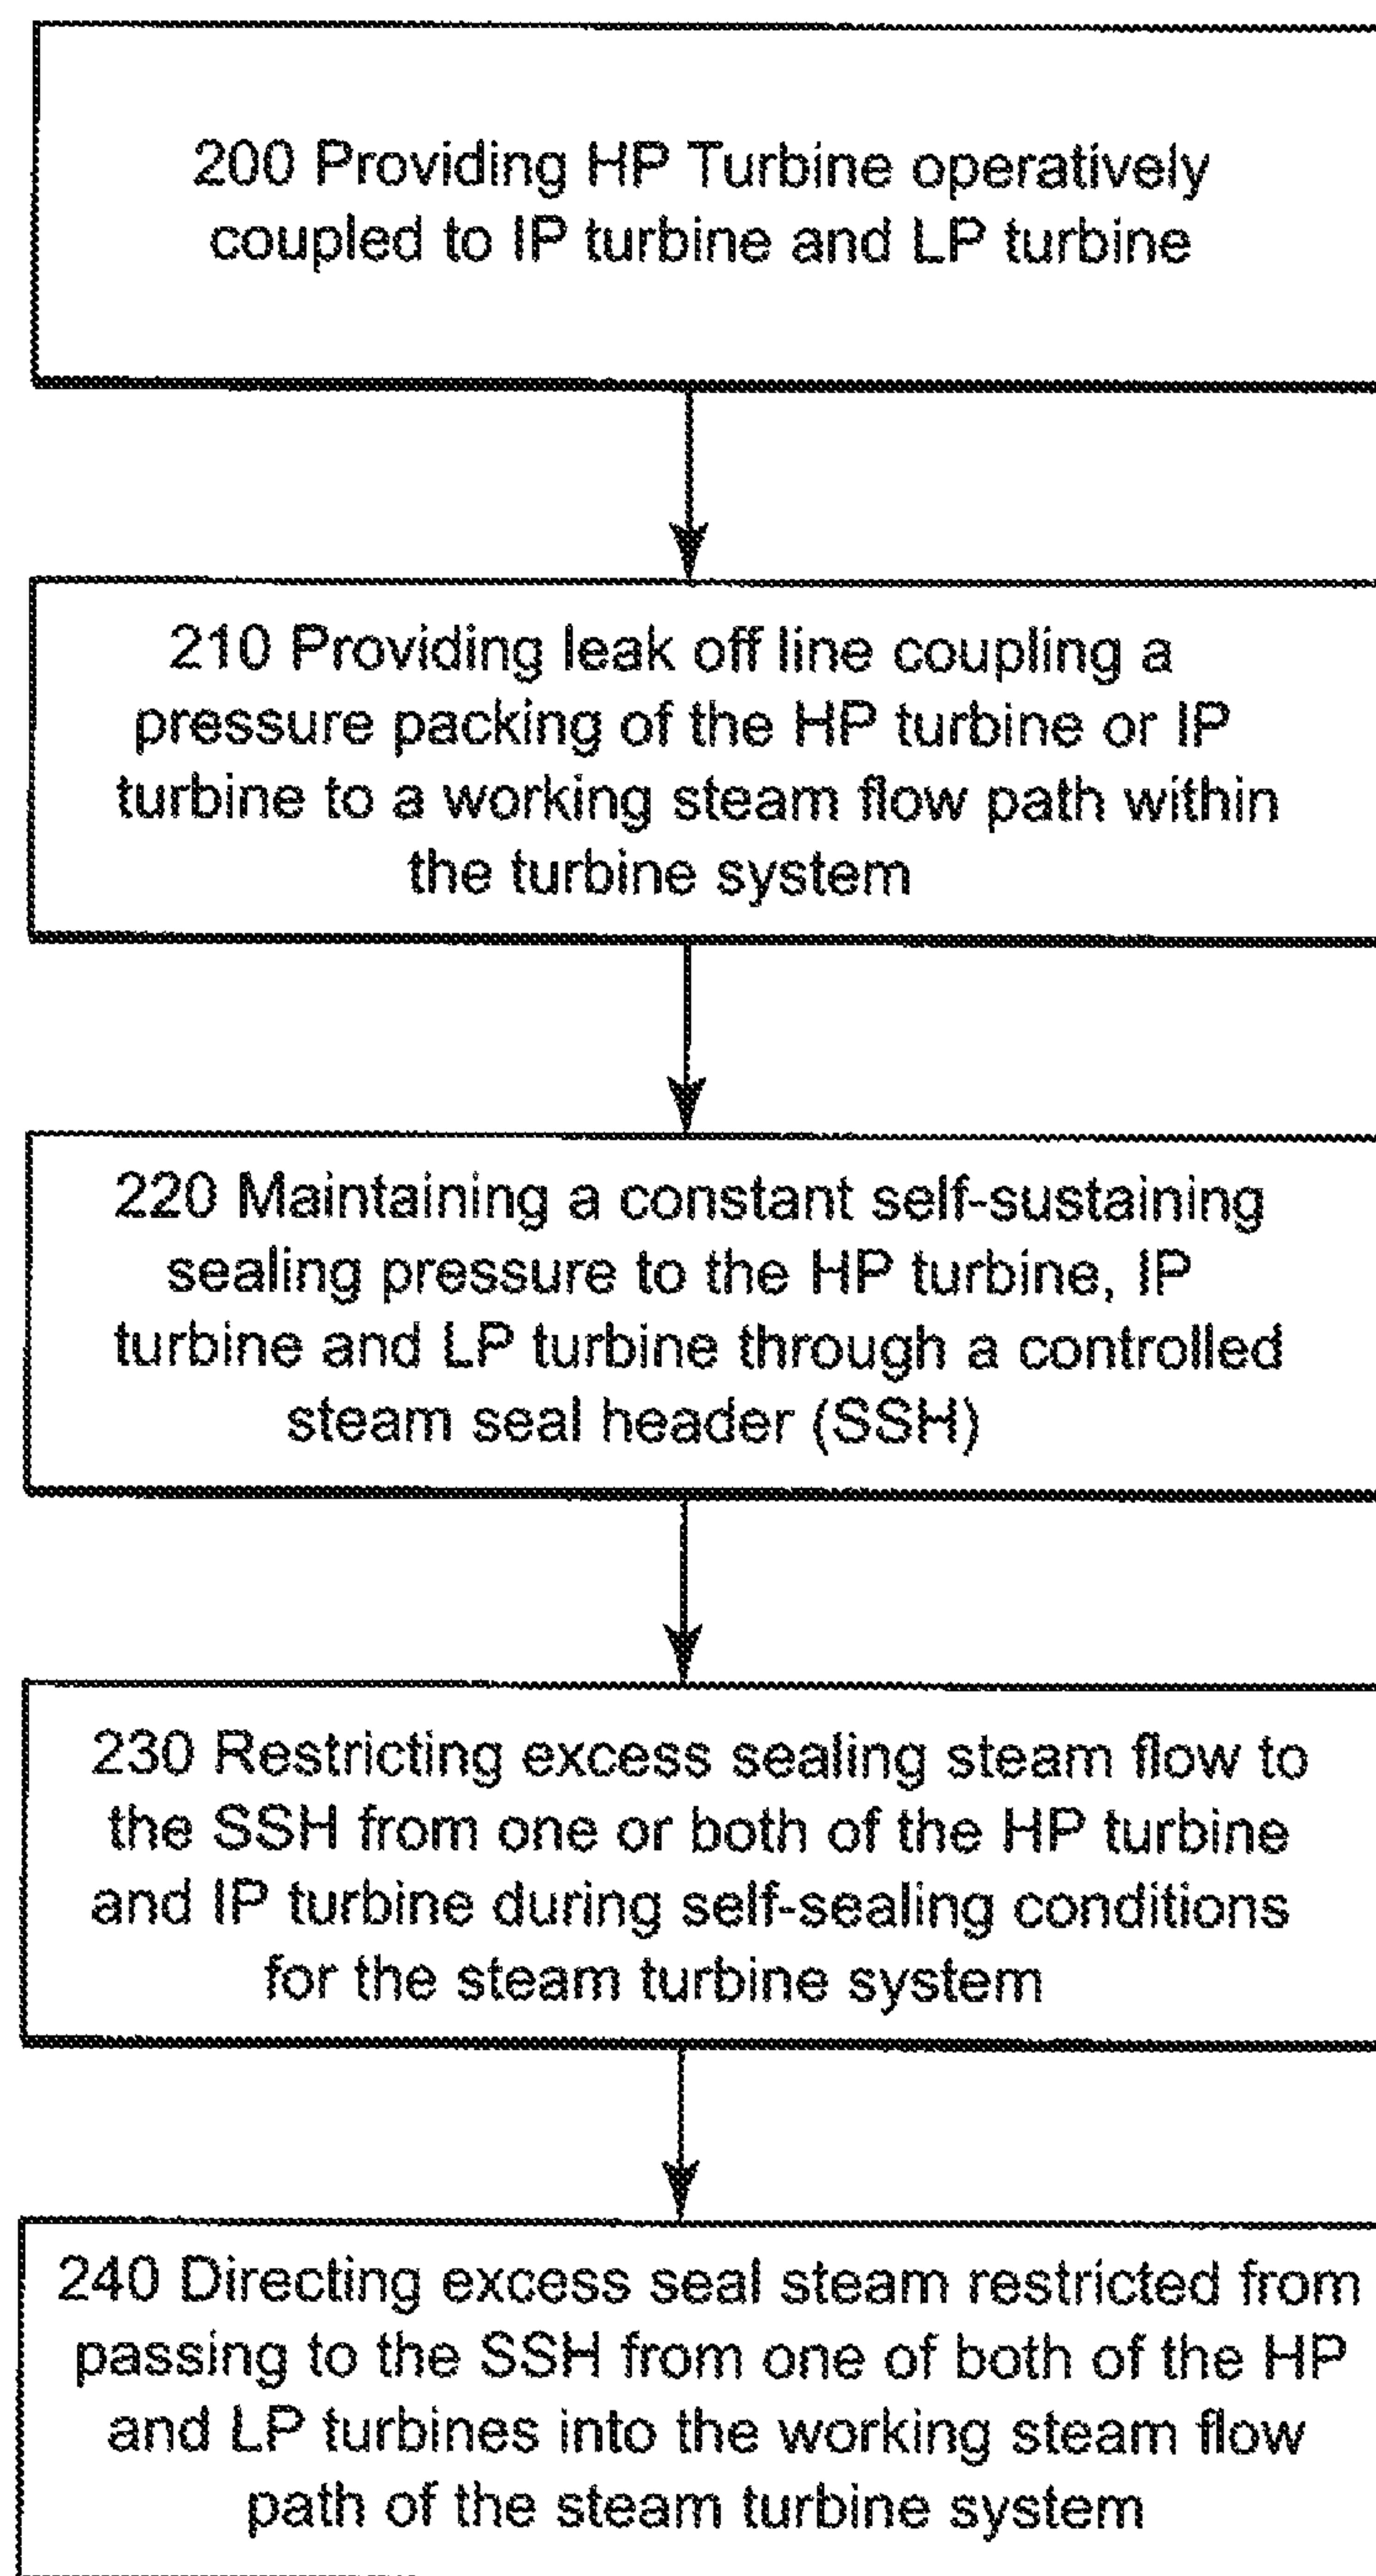 200 Providing HP Turbine operatively
coupled to IP turbine and LP turbine
210 Providing leak off line coupling a
pressure packing of the HP turbine or IP
turbine to a working steam flow path within
the turbine system
220 Maintaining a constant self-sustaining
sealing pressure to the HP turbine, IP
turbine and LP turbine through a controlled
steam seal header (SSH)
230 Restricting excess sealing steam flow to
the SSH from one or both of the HP turbine
and IP turbine during self-sealing conditions
for the steam turbine system
240 Directing excess seal steam restricted from
passing to the SSH from one of both of the HP
and LP turbines into the working steam flow
path of the steam turbine system